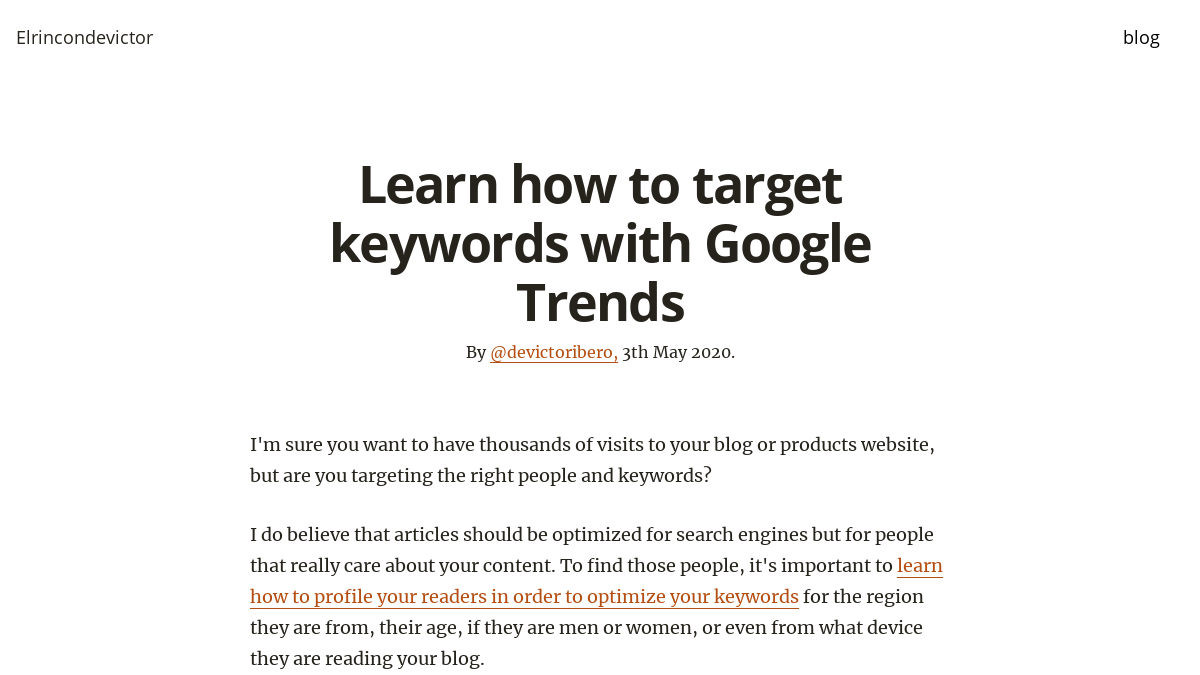 Elrincondevictor
blog
Learn how to target
keywords with Google
Trends
By @devictoribero, 3th May 2020.
I'm sure you want to have thousands of visits to your blog or products website,
but are you targeting the right people and keywords?
I do believe that articles should be optimized for search engines but for people
that really care about your content. To find those people, it's important to learn
how to profile your readers in order to optimize your keywords for the region
they are from, their age, if they are men or women, or even from what device
they are reading your blog.